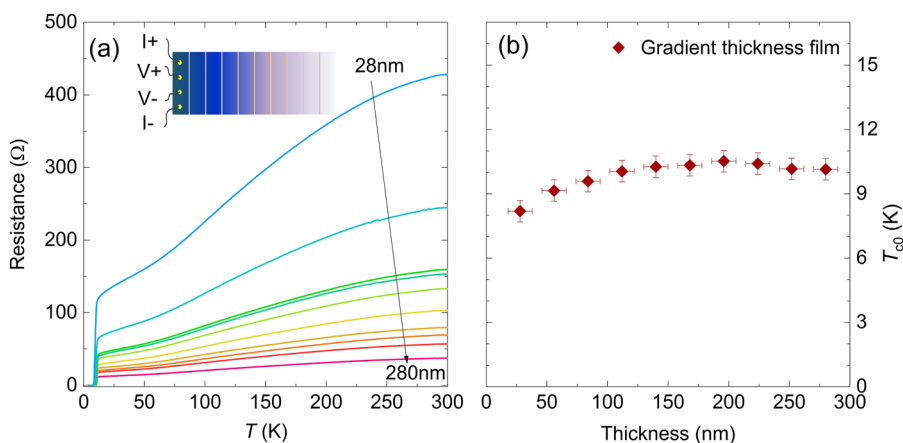 500
400
300
200
100
0
Resistance (Ω)
(a)
I+
V+
V-
I-
28nm
280nm
0
50
100
150
200
250
300
T (K)
(b)
Gradient thickness film
15
12
9
6
3
0
T_c0 (K)
0
50
100
150
200
250
300
Thickness (nm)